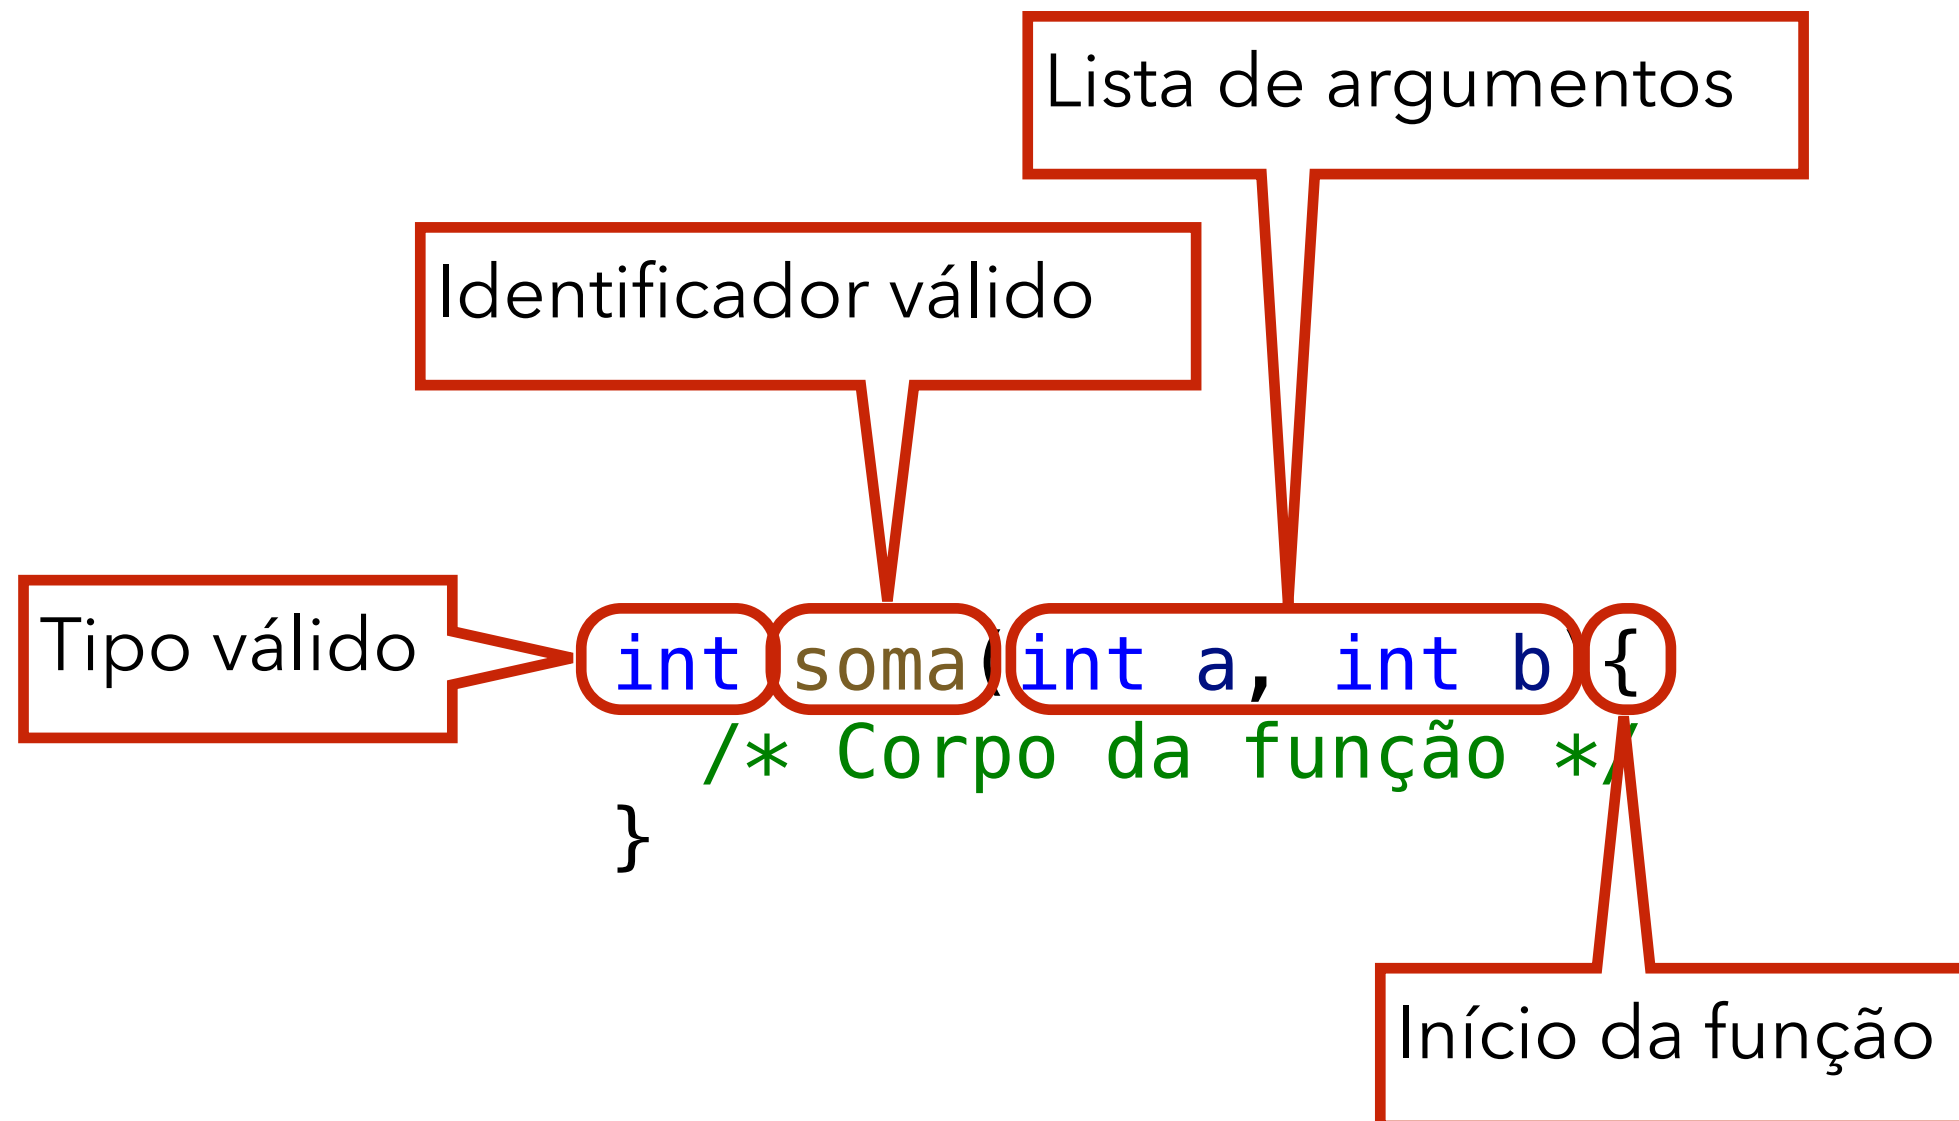 Lista de argumentos
Identificador válido
Tipo válido
int soma(int a, int b){
/* Corpo da função */
}
Início da função